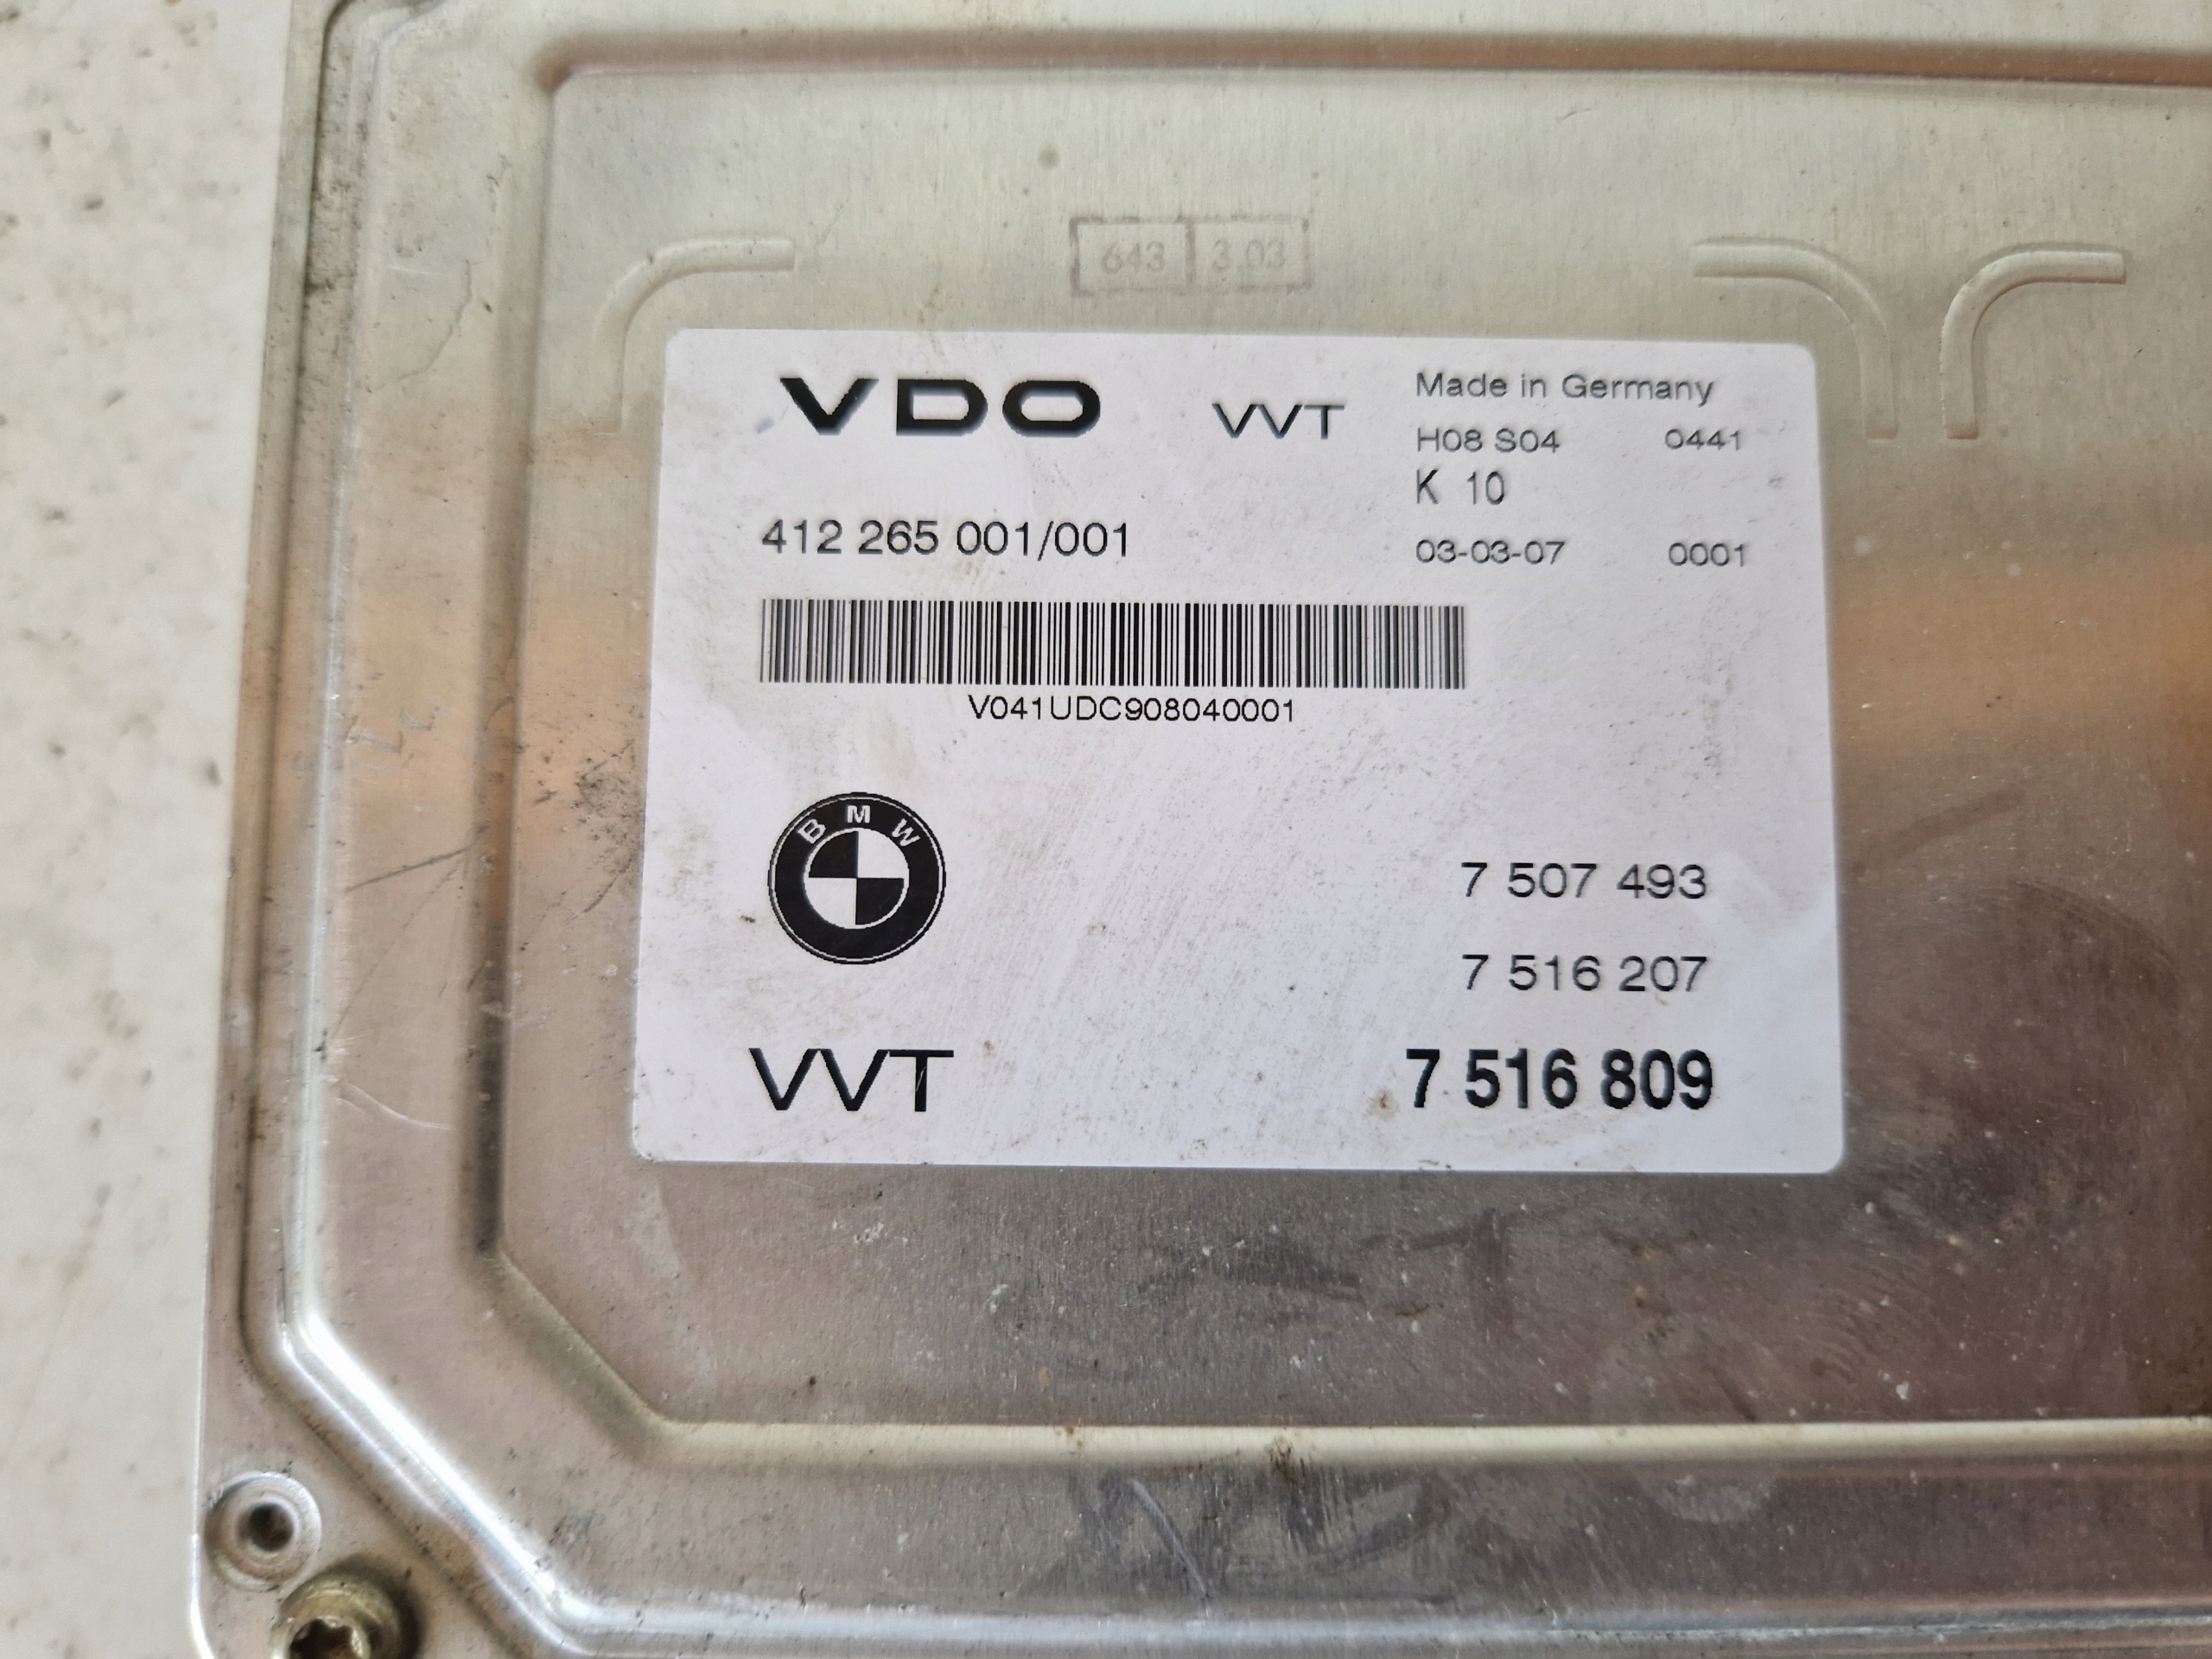 643 3 03
VDO VVT
Made in Germany
H08 S04 0441
K 10
412 265 001/001
03-03-07 0001
V041UDC908040001
BMW
7 507 493
7 516 207
VVT 7 516 809